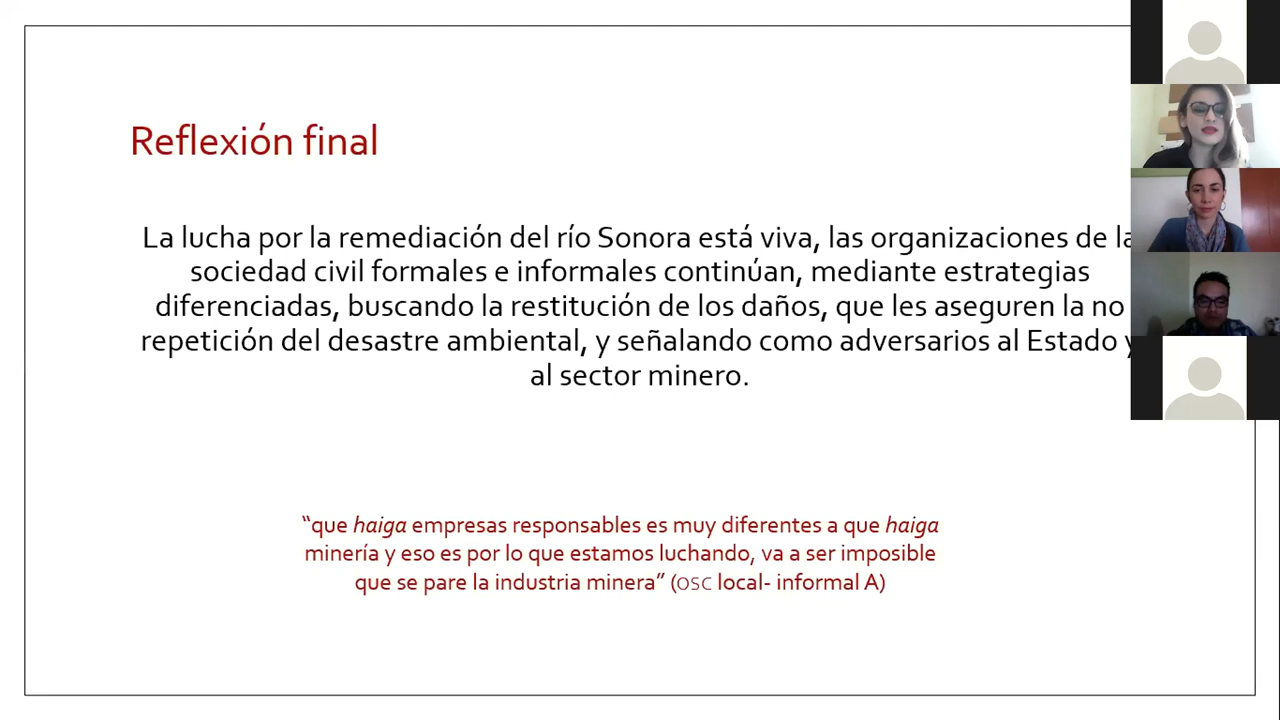 Reflexión final
La lucha por la remediación del río Sonora está viva, las organizaciones de la
sociedad civil formales e informales continúan, mediante estrategias
diferenciadas, buscando la restitución de los daños, que les aseguren la no
repetición del desastre ambiental, y señalando como adversarios al Estado y
al sector minero.
“que haiga empresas responsables es muy diferentes a que haiga
minería y eso es por lo que estamos luchando, va a ser imposible
que se pare la industria minera” (OSC local- informal A)